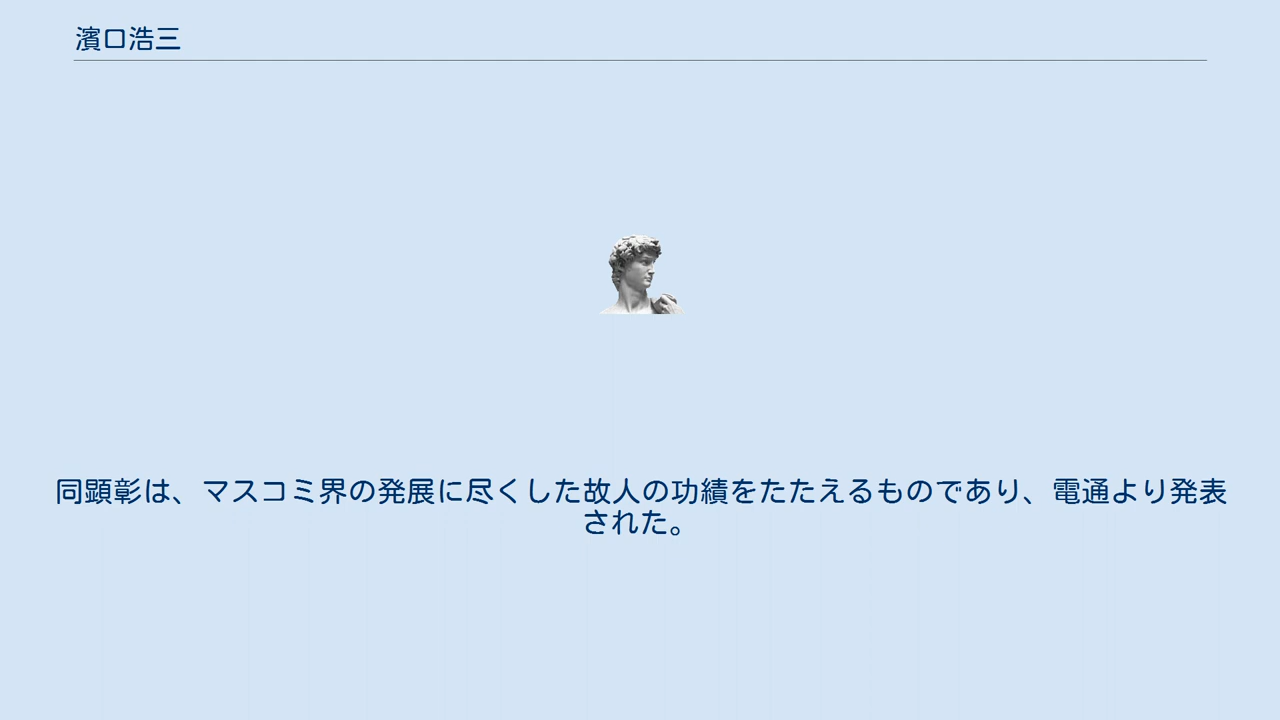 濱口浩三
同顕彰は、マスコミ界の発展に尽くした故人の功績をたたえるものであり、電通より発表
された。